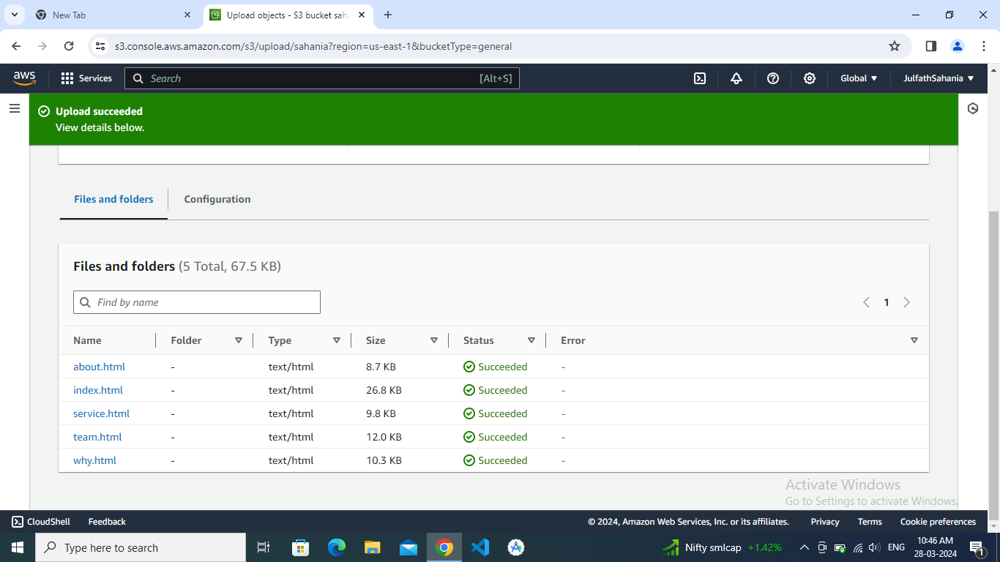 New Tab
Upload objects - S3 bucket saha
s3.console.aws.amazon.com/s3/upload/sahania?region=us-east-1&bucketType=general
aws
Services
Search
[Alt+S]
Global
JulfathSahania
Upload succeeded
View details below.
Files and folders
Configuration
Files and folders (5 Total, 67.5 KB)
Find by name
1
Name Folder Type Size Status Error
about.html - text/html 8.7 KB Succeeded -
index.html - text/html 26.8 KB Succeeded -
service.html - text/html 9.8 KB Succeeded -
team.html - text/html 12.0 KB Succeeded -
why.html - text/html 10.3 KB Succeeded -
Activate Windows
Go to Settings to activate Windows.
CloudShell Feedback © 2024, Amazon Web Services, Inc. or its affiliates. Privacy Terms Cookie preferences
Type here to search
Nifty smlcap +1.42%
ENG
10:46 AM
28-03-2024
1